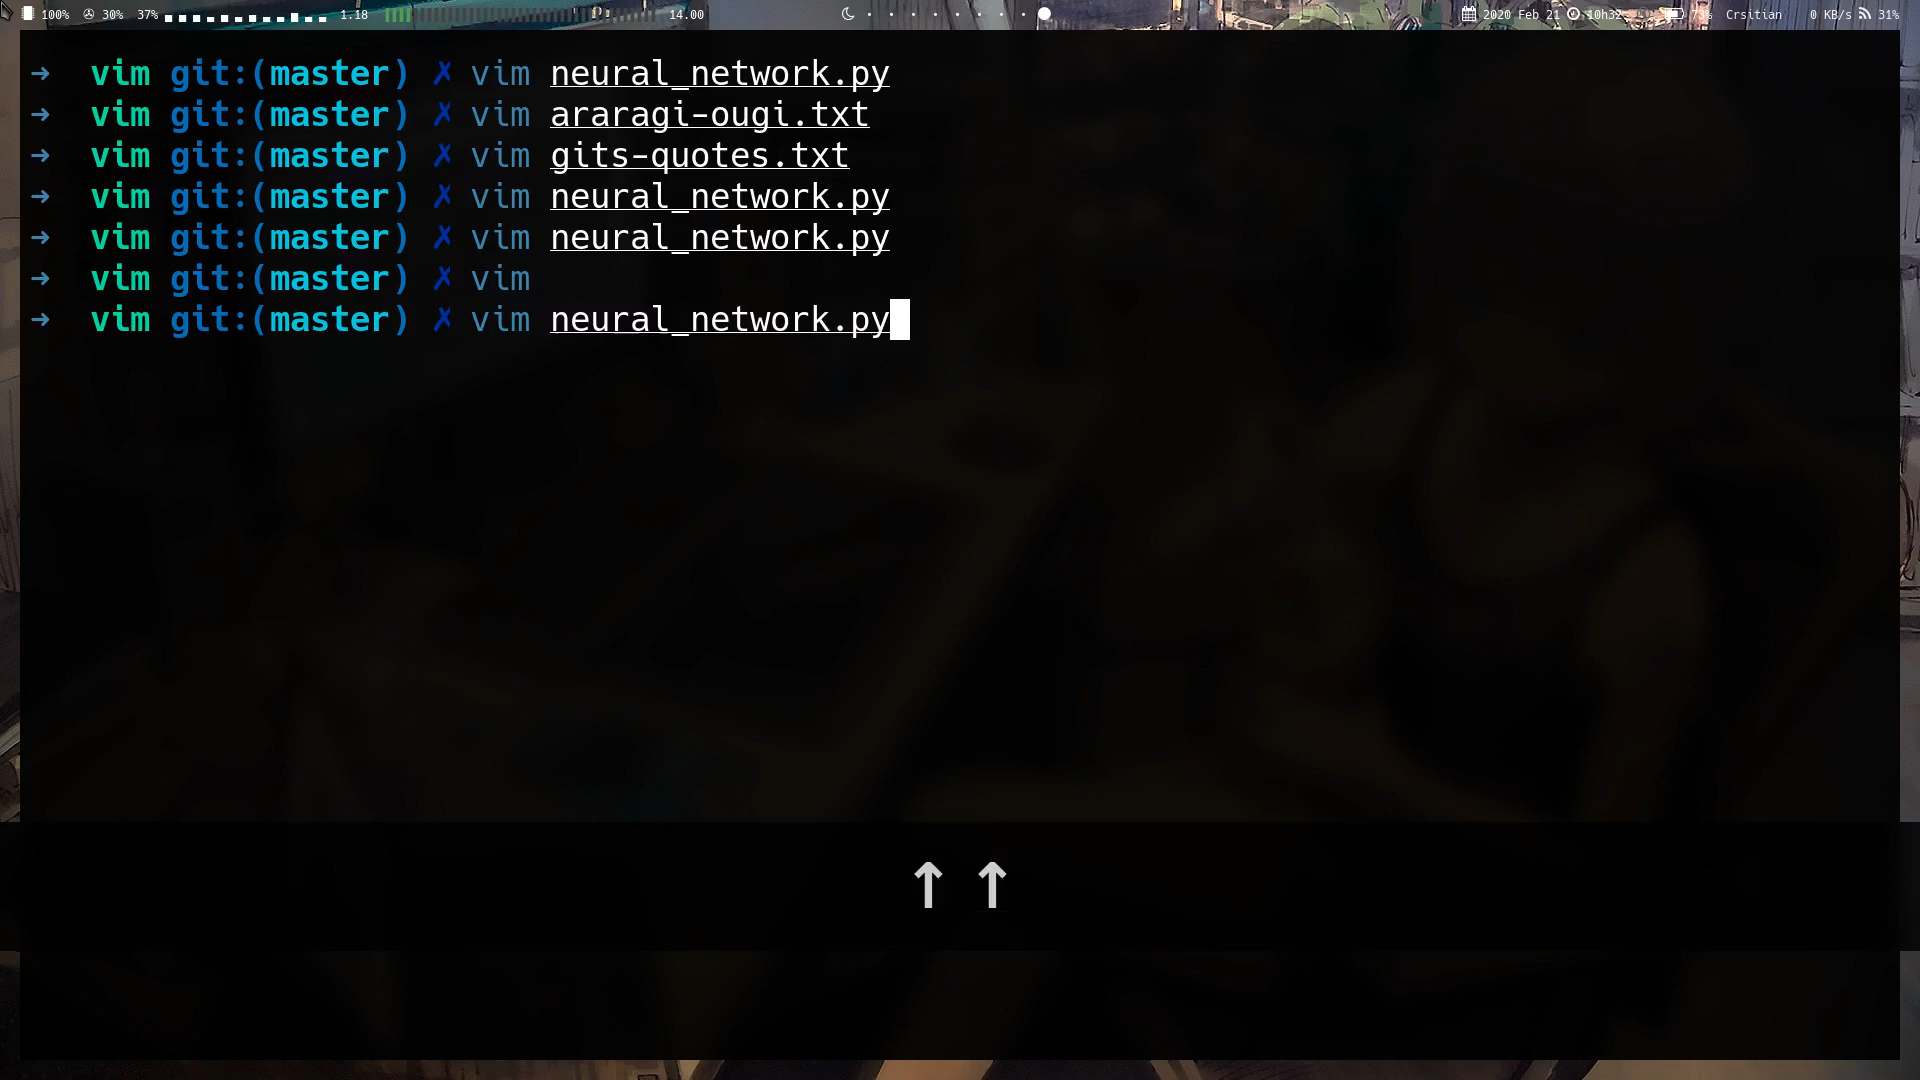 100% 30% 37% 1.18 14.00 2020 Feb 21 10h32 73% Crsitian 0 KB/s 31%
➜ vim git:(master) ✗ vim neural_network.py
➜ vim git:(master) ✗ vim araragi-ougi.txt
➜ vim git:(master) ✗ vim gits-quotes.txt
➜ vim git:(master) ✗ vim neural_network.py
➜ vim git:(master) ✗ vim neural_network.py
➜ vim git:(master) ✗ vim
➜ vim git:(master) ✗ vim neural_network.py
↑ ↑